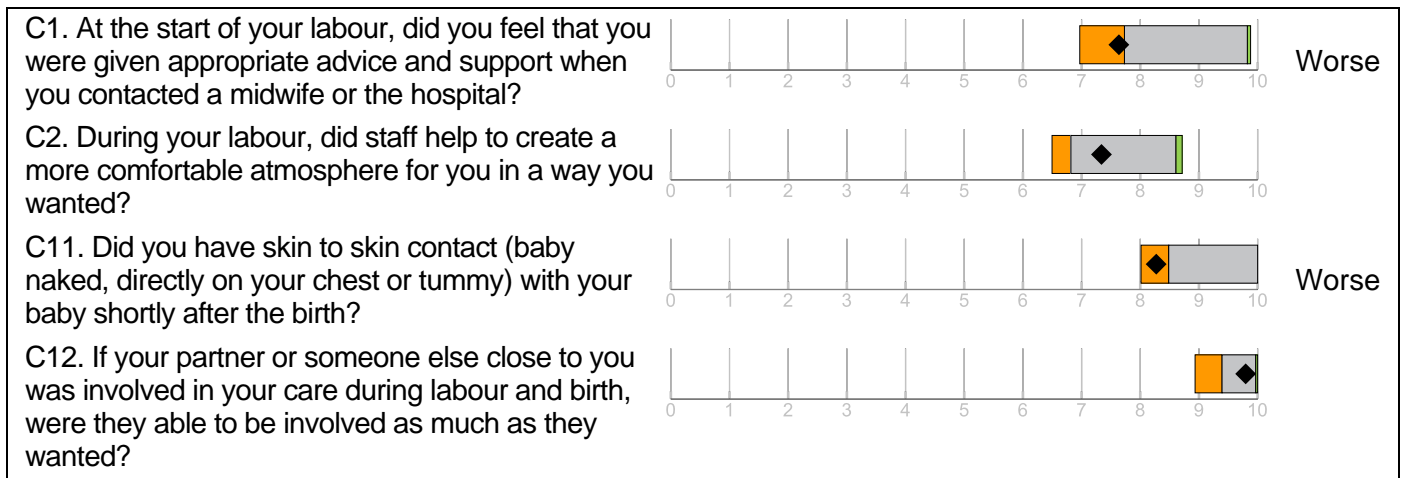 C1. At the start of your labour, did you feel that you
were given appropriate advice and support when
you contacted a midwife or the hospital?
0 1 2 3 4 5 6 7 8 9 10
Worse
C2. During your labour, did staff help to create a
more comfortable atmosphere for you in a way you
wanted?
0 1 2 3 4 5 6 7 8 9 10
C11. Did you have skin to skin contact (baby
naked, directly on your chest or tummy) with your
baby shortly after the birth?
0 1 2 3 4 5 6 7 8 9 10
Worse
C12. If your partner or someone else close to you
was involved in your care during labour and birth,
were they able to be involved as much as they
wanted?
0 1 2 3 4 5 6 7 8 9 10